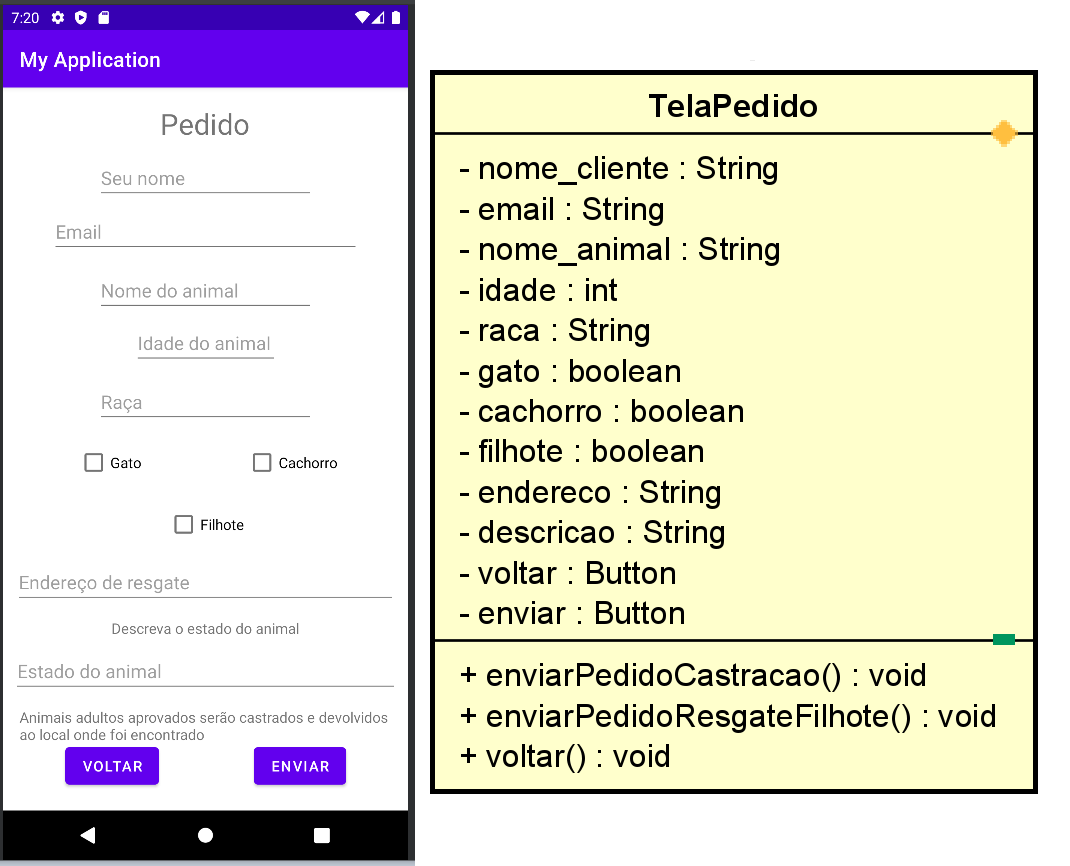 7:20
My Application
Pedido
Seu nome
Email
Nome do animal
Idade do animal
Raça
Gato
Cachorro
Filhote
Endereço de resgate
Descreva o estado do animal
Estado do animal
Animais adultos aprovados serão castrados e devolvidos
ao local onde foi encontrado
VOLTAR
ENVIAR
TelaPedido
- nome_cliente : String
- email : String
- nome_animal : String
- idade : int
- raca : String
- gato : boolean
- cachorro : boolean
- filhote : boolean
- endereco : String
- descricao : String
- voltar : Button
- enviar : Button
+ enviarPedidoCastracao() : void
+ enviarPedidoResgateFilhote() : void
+ voltar() : void